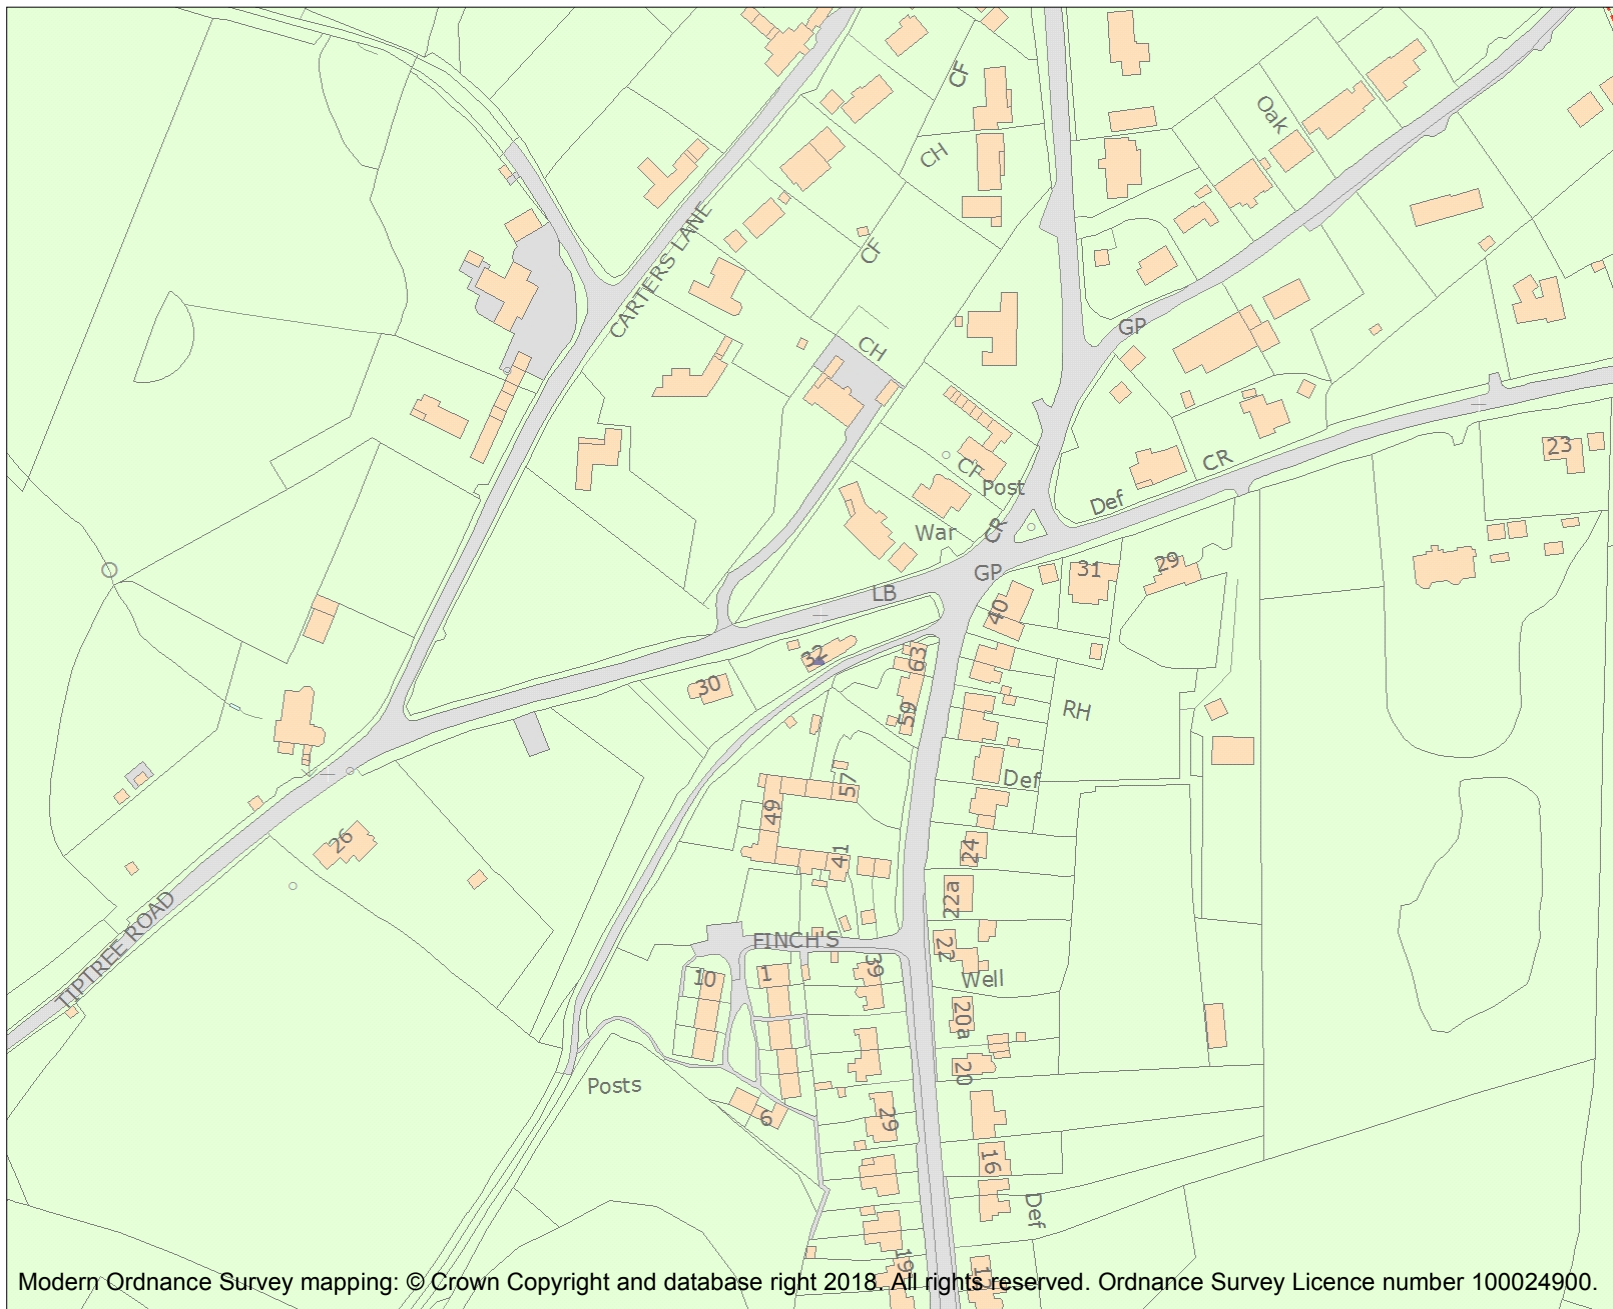 CF
Oak
CH
CARTERS LANE
CF
GP
CH
CR
23
CF
Post
Def
War
CR
GP
31
29
LB
40
32
63
30
59
RH
57
Def
49
41
24
26
22a
TIPTREE ROAD
FINCH'S
22
39
10
1
Well
20a
20
Posts
6
29
16
Def
19
12
Modern Ordnance Survey mapping: © Crown Copyright and database right 2018. All rights reserved. Ordnance Survey Licence number 100024900.